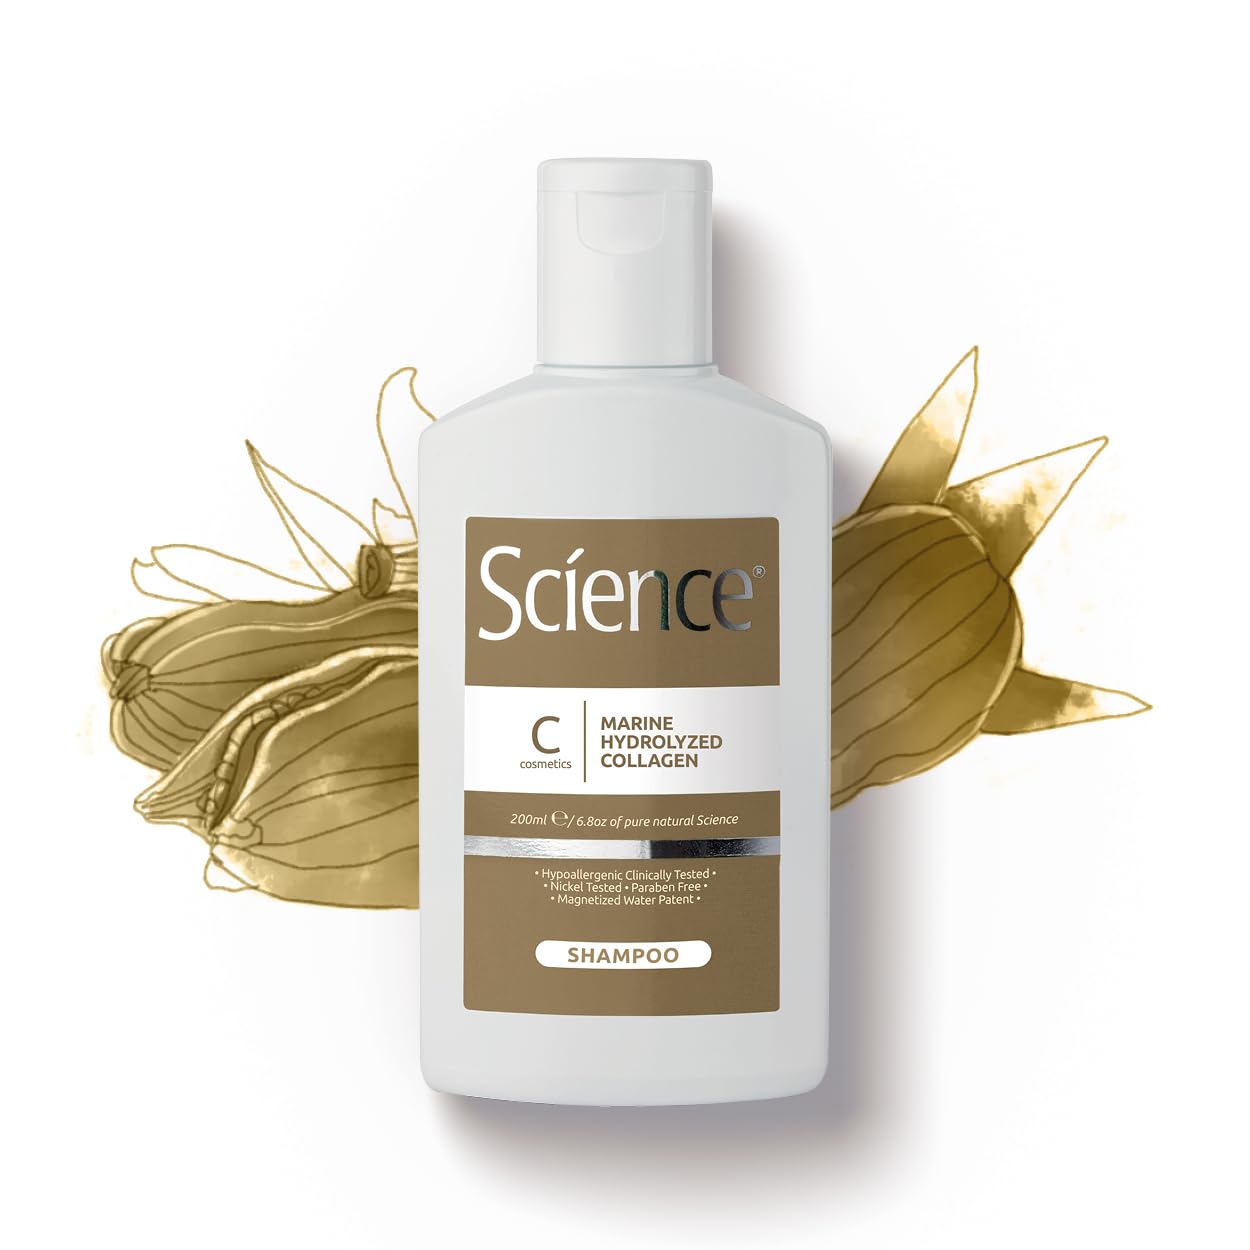 Scíence®
C
cosmetics
MARINE
HYDROLYZED
COLLAGEN
200ml ℮/ 6.8oz of pure natural Science
• Hypoallergenic Clinically Tested •
• Nickel Tested • Paraben Free •
• Magnetized Water Patent •
SHAMPOO